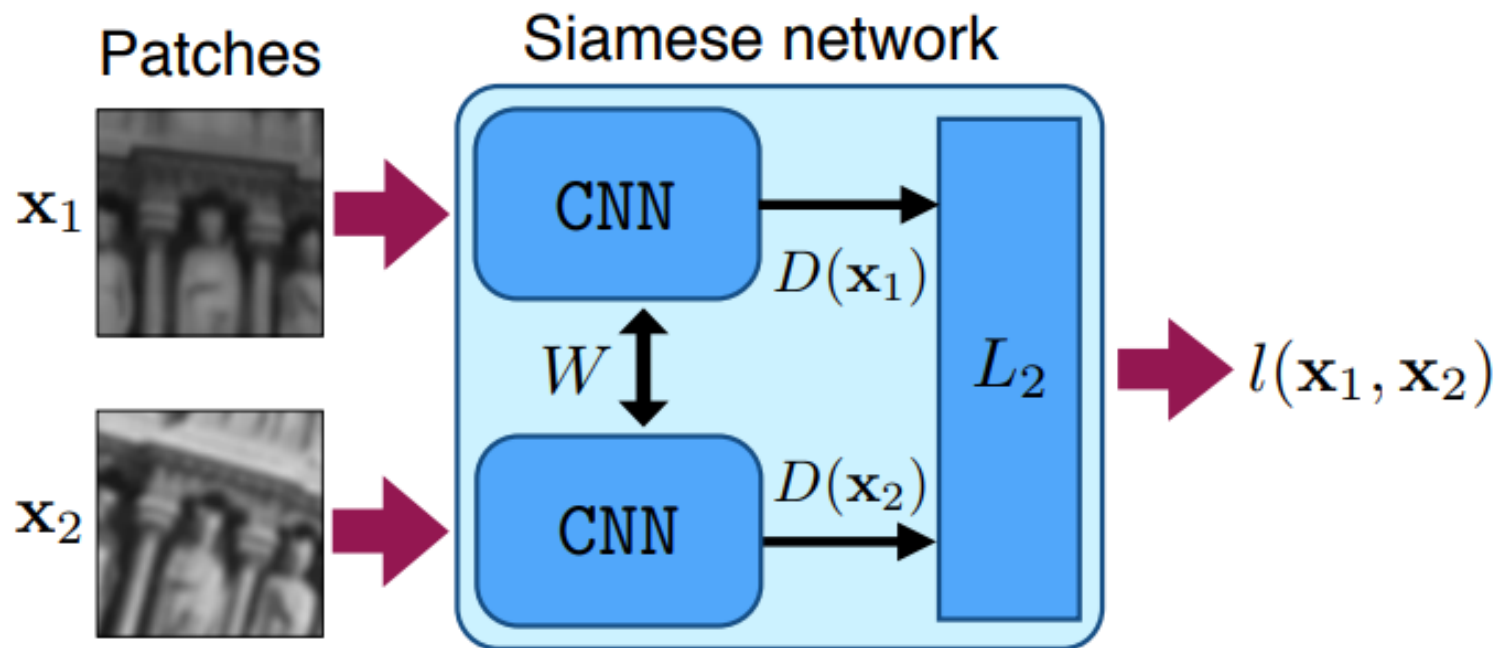 Patches
Siamese network
x₁
CNN
D(x₁)
W
L₂
l(x₁, x₂)
x₂
CNN
D(x₂)